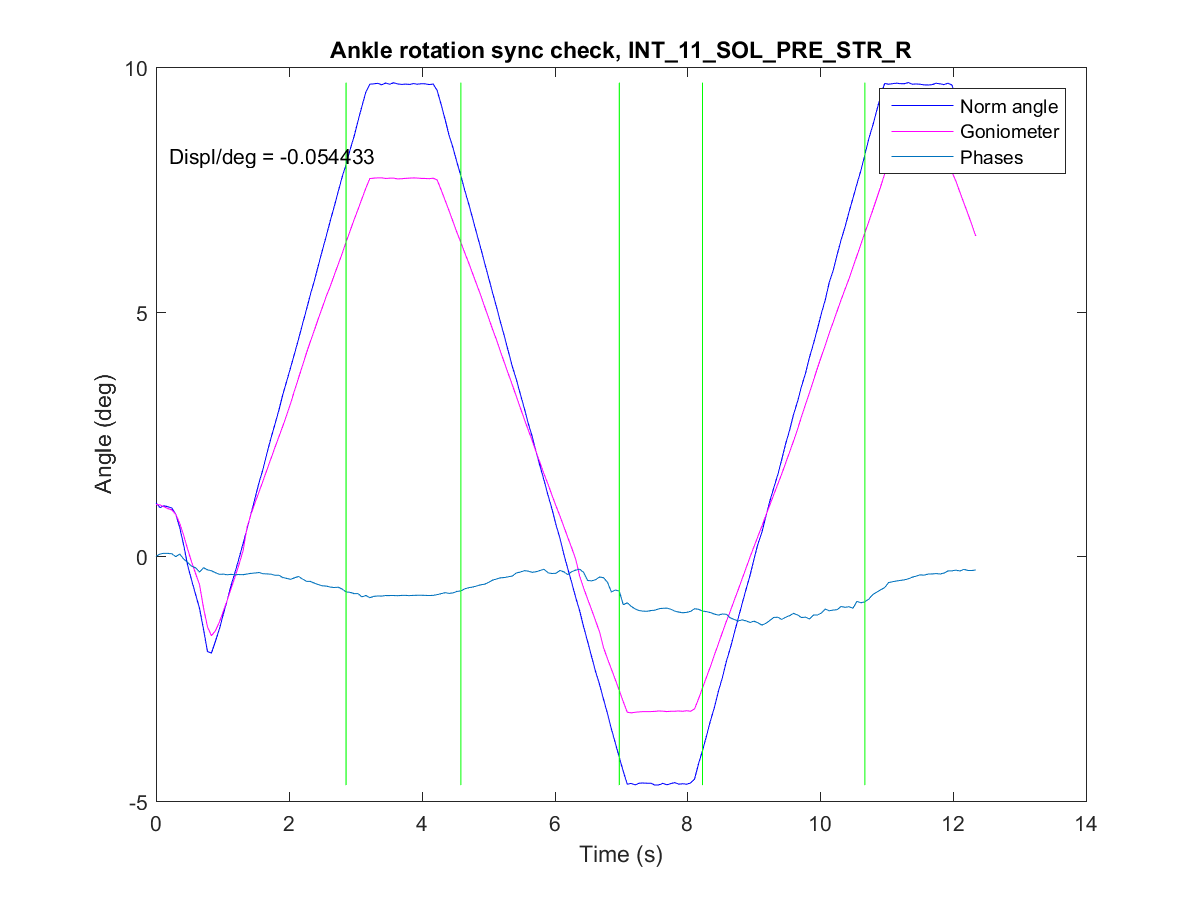 Ankle rotation sync check, INT_11_SOL_PRE_STR_R
10
Norm angle
Goniometer
Phases
Displ/deg = -0.054433
5
Angle (deg)
0
-5
0 2 4 6 8 10 12 14
Time (s)